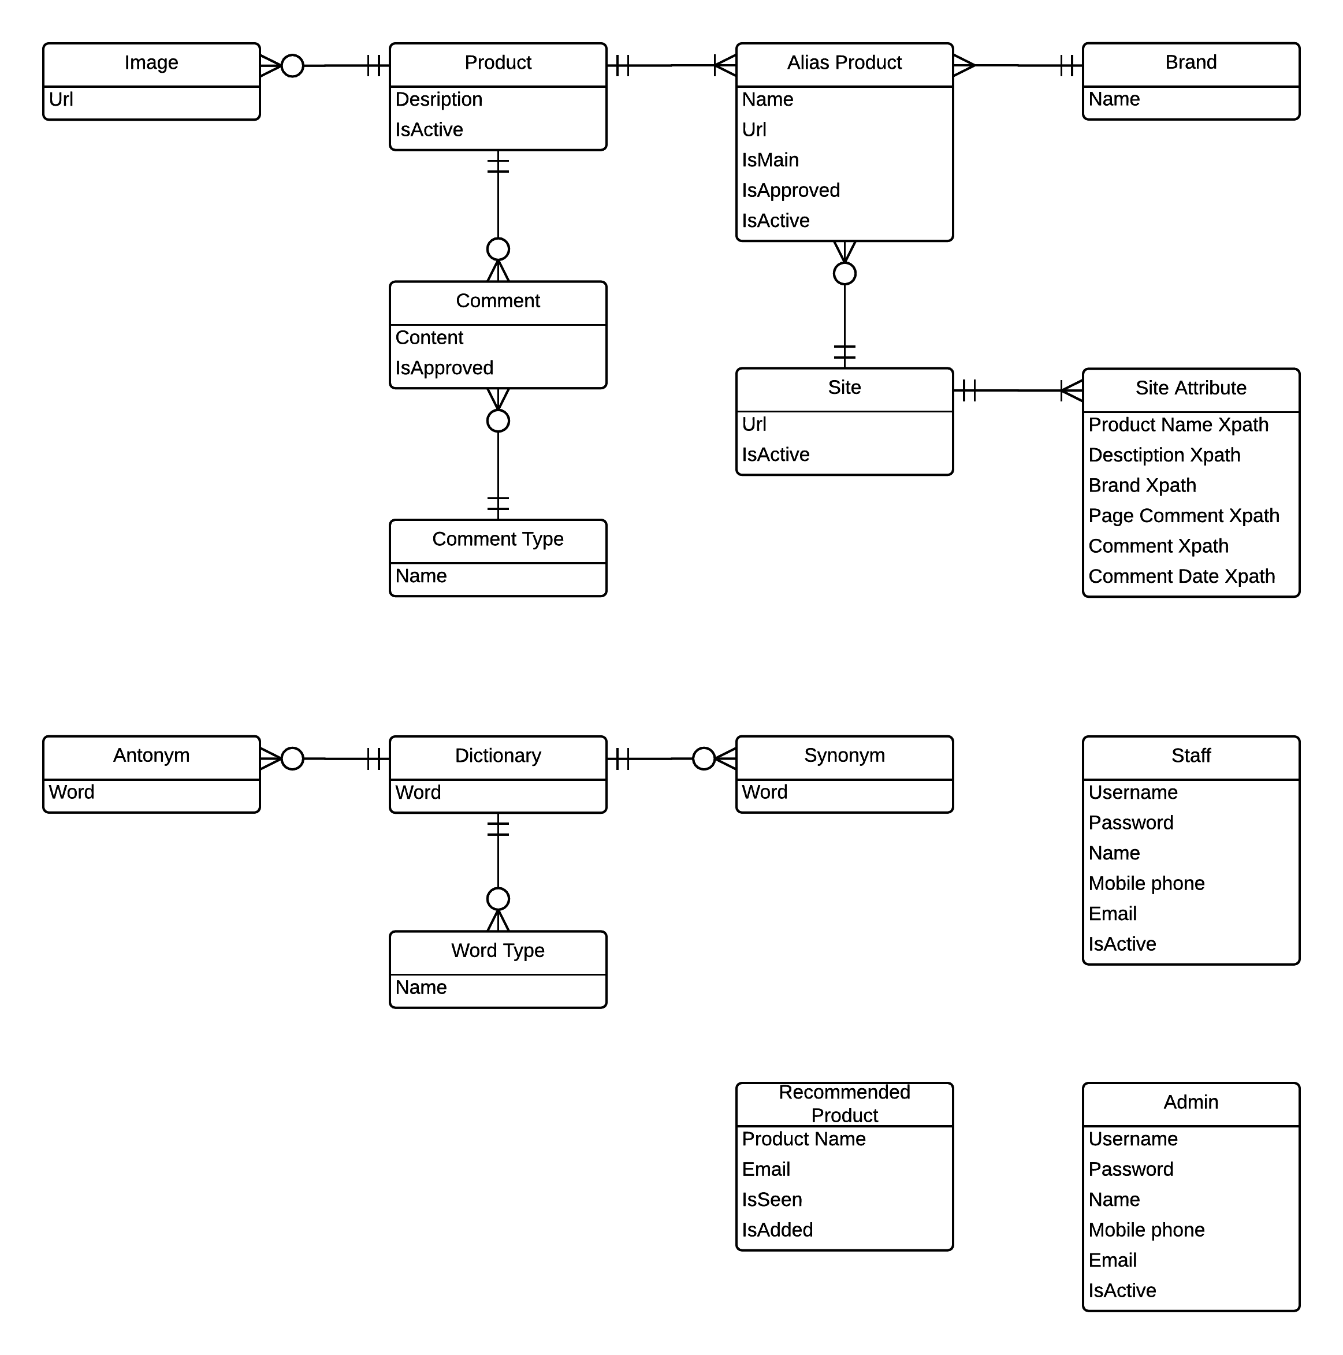 Image
Url
Product
Desription
IsActive
Alias Product
Name
Url
IsMain
IsApproved
IsActive
Brand
Name
Comment
Content
IsApproved
Site
Url
IsActive
Site Attribute
Product Name Xpath
Desctiption Xpath
Brand Xpath
Page Comment Xpath
Comment Xpath
Comment Date Xpath
Comment Type
Name
Antonym
Word
Dictionary
Word
Synonym
Word
Staff
Username
Password
Name
Mobile phone
Email
IsActive
Word Type
Name
Recommended
Product
Product Name
Email
IsSeen
IsAdded
Admin
Username
Password
Name
Mobile phone
Email
IsActive